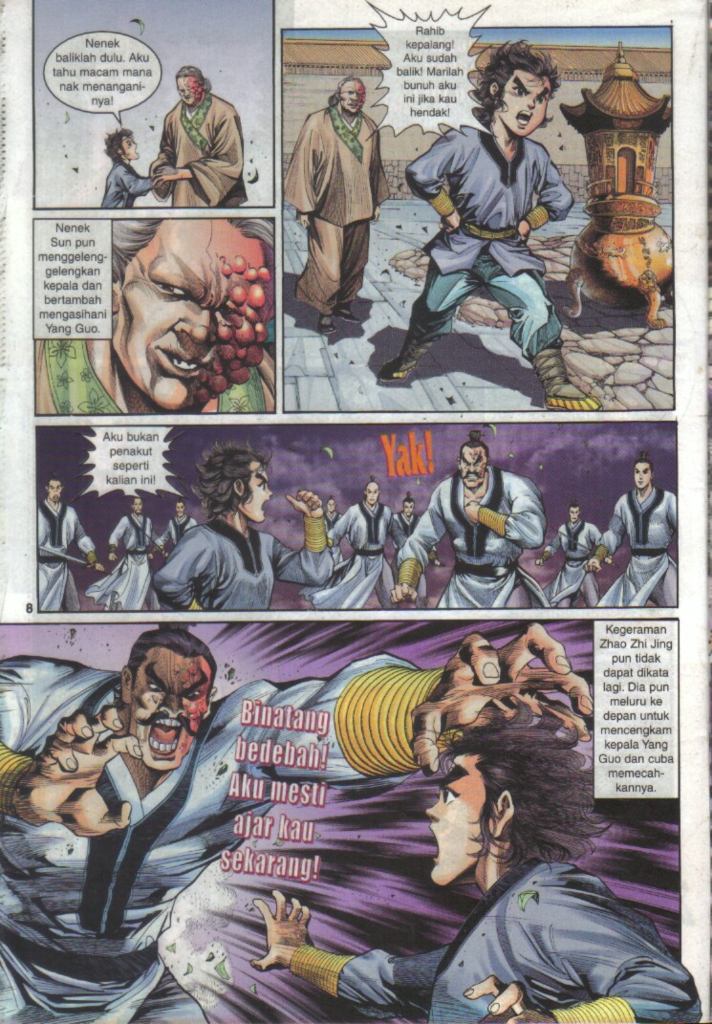 Nenek
baliklah dulu. Aku
tahu macam mana
nak menangani-
nya!
Rahib
kepalang!
Aku sudah
balik! Marilah
bunuh aku
ini jika kau
hendak!
Nenek
Sun pun
menggeleng-
gelengkan
kepala dan
bertambah
mengasihani
Yang Guo.
Aku bukan
penakut
seperti
kalian ini!
Yak!
8
Kegeraman
Zhao Zhi Jing
pun tidak
dapat dikata
lagi. Dia pun
meluru ke
depan untuk
mencengkam
kepala Yang
Guo dan cuba
memecah-
kannya.
Binatang
bedebah!
Aku mesti
ajar kau
sekarang!